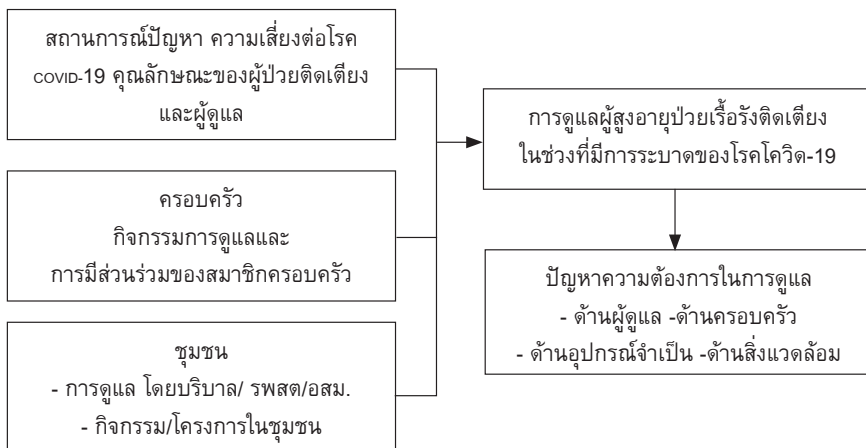 สถานการณ์ปัญหา ความเสี่ยงต่อโรค
COVID-19 คุณลักษณะของผู้ป่วยติดเตียง
และผู้ดูแล
ครอบครัว
กิจกรรมการดูแลและ
การมีส่วนร่วมของสมาชิกครอบครัว
ชุมชน
- การดูแล โดยบริบาล/ รพสต/อสม.
- กิจกรรม/โครงการในชุมชน
การดูแลผู้สูงอายุป่วยเรื้อรังติดเตียง
ในช่วงที่มีการระบาดของโรคโควิด-19
ปัญหาความต้องการในการดูแล
- ด้านผู้ดูแล -ด้านครอบครัว
- ด้านอุปกรณ์จำเป็น -ด้านสิ่งแวดล้อม